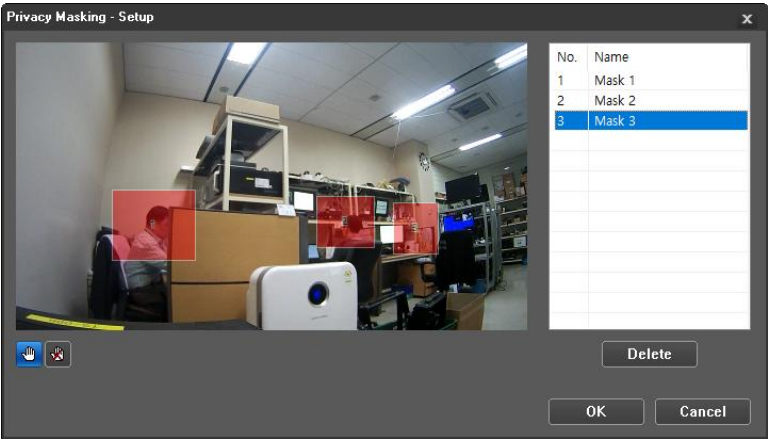 Privacy Masking - Setup
x
No. Name
1 Mask 1
2 Mask 2
3 Mask 3
Delete
OK Cancel